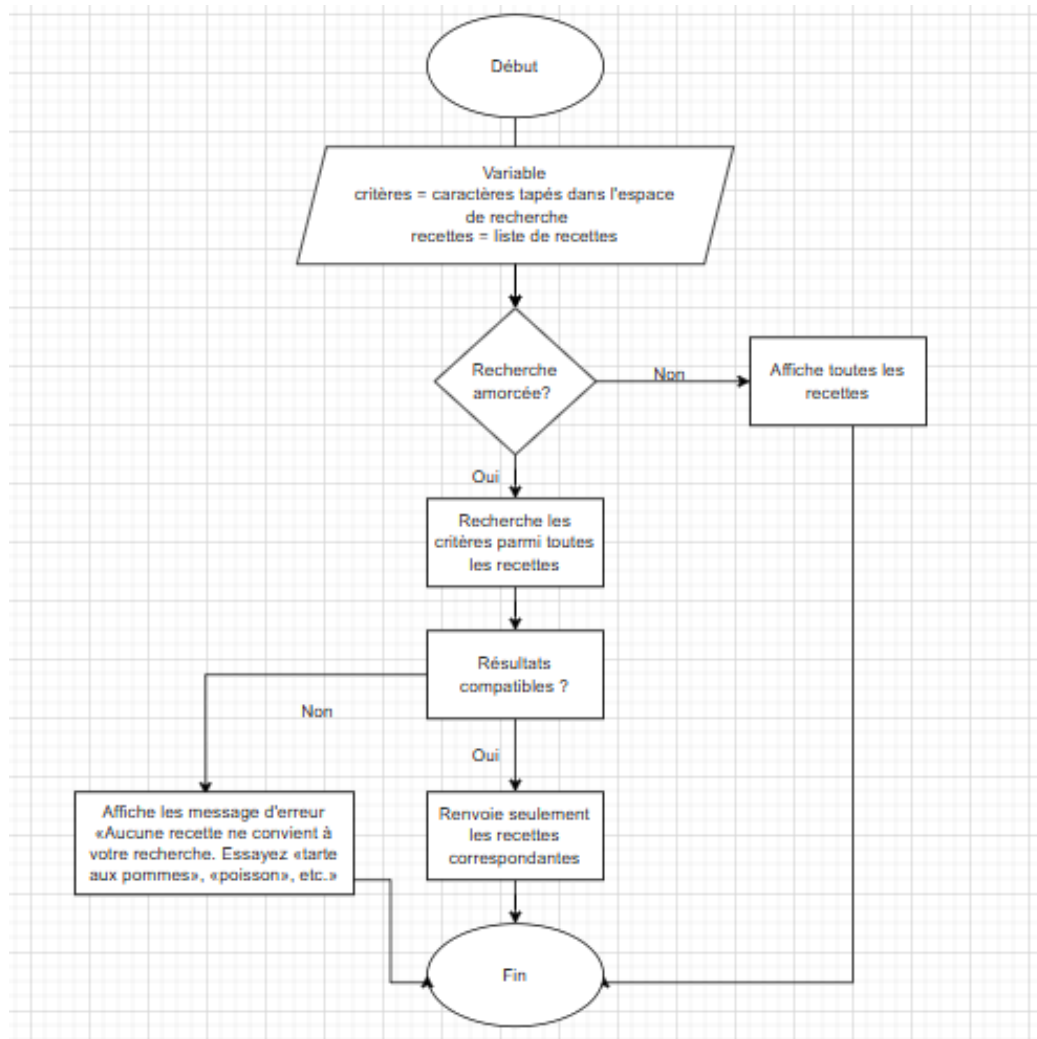 Début
Variable
critères = caractères tapés dans l'espace
de recherche
recettes = liste de recettes
Recherche
amorcée?
Non
Affiche toutes les
recettes
Oui
Recherche les
critères parmi toutes
les recettes
Résultats
compatibles ?
Non
Oui
Affiche les message d'erreur
«Aucune recette ne convient à
votre recherche. Essayez «tarte
aux pommes», «poisson», etc.»
Renvoie seulement
les recettes
correspondantes
Fin